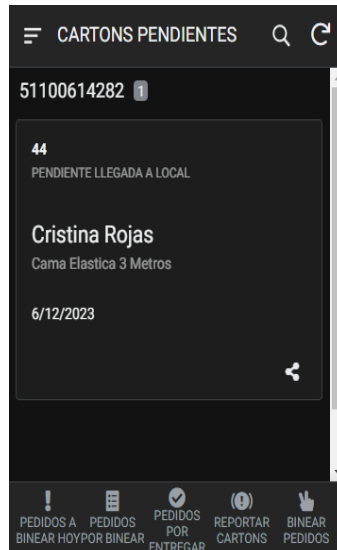 CARTONS PENDIENTES
51100614282 1
44
PENDIENTE LLEGADA A LOCAL
Cristina Rojas
Cama Elastica 3 Metros
6/12/2023
PEDIDOS A BINEAR HOY
PEDIDOS POR BINEAR
PEDIDOS POR ENTREGAR
REPORTAR CARTONS
BINEAR PEDIDOS